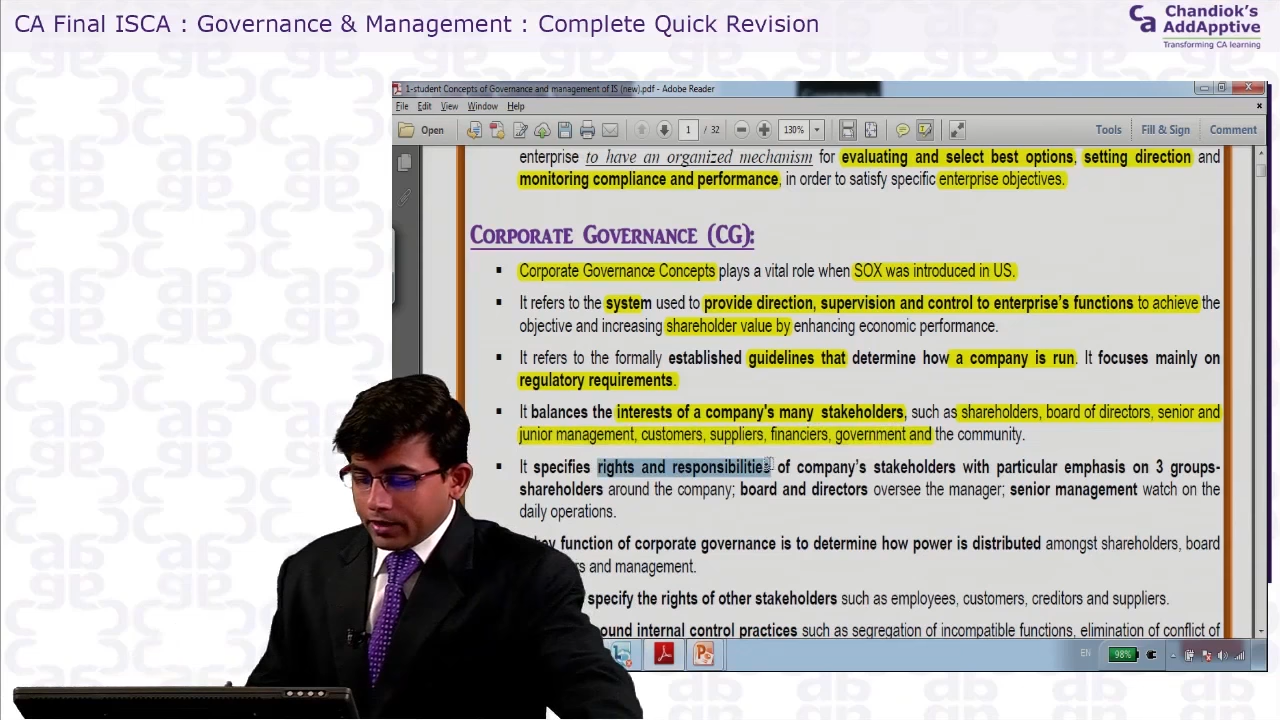 CA Final ISCA : Governance & Management : Complete Quick Revision
Chandiok's
AddApptive
Transforming CA learning
1-student Concepts of Governance and management of IS (new).pdf - Adobe Reader
File Edit View Window Help
Open 1 / 32 130% Tools Fill & Sign Comment
enterprise to have an organized mechanism for evaluating and select best options, setting direction and
monitoring compliance and performance, in order to satisfy specific enterprise objectives.
CORPORATE GOVERNANCE (CG):
▪ Corporate Governance Concepts plays a vital role when SOX was introduced in US.
▪ It refers to the system used to provide direction, supervision and control to enterprise's functions to achieve the
objective and increasing shareholder value by enhancing economic performance.
▪ It refers to the formally established guidelines that determine how a company is run. It focuses mainly on
regulatory requirements.
▪ It balances the interests of a company's many stakeholders, such as shareholders, board of directors, senior and
junior management, customers, suppliers, financiers, government and the community.
▪ It specifies rights and responsibilities of company's stakeholders with particular emphasis on 3 groups-
shareholders around the company; board and directors oversee the manager; senior management watch on the
daily operations.
key function of corporate governance is to determine how power is distributed amongst shareholders, board
and management.
specify the rights of other stakeholders such as employees, customers, creditors and suppliers.
internal control practices such as segregation of incompatible functions, elimination of conflict of
EN 98%